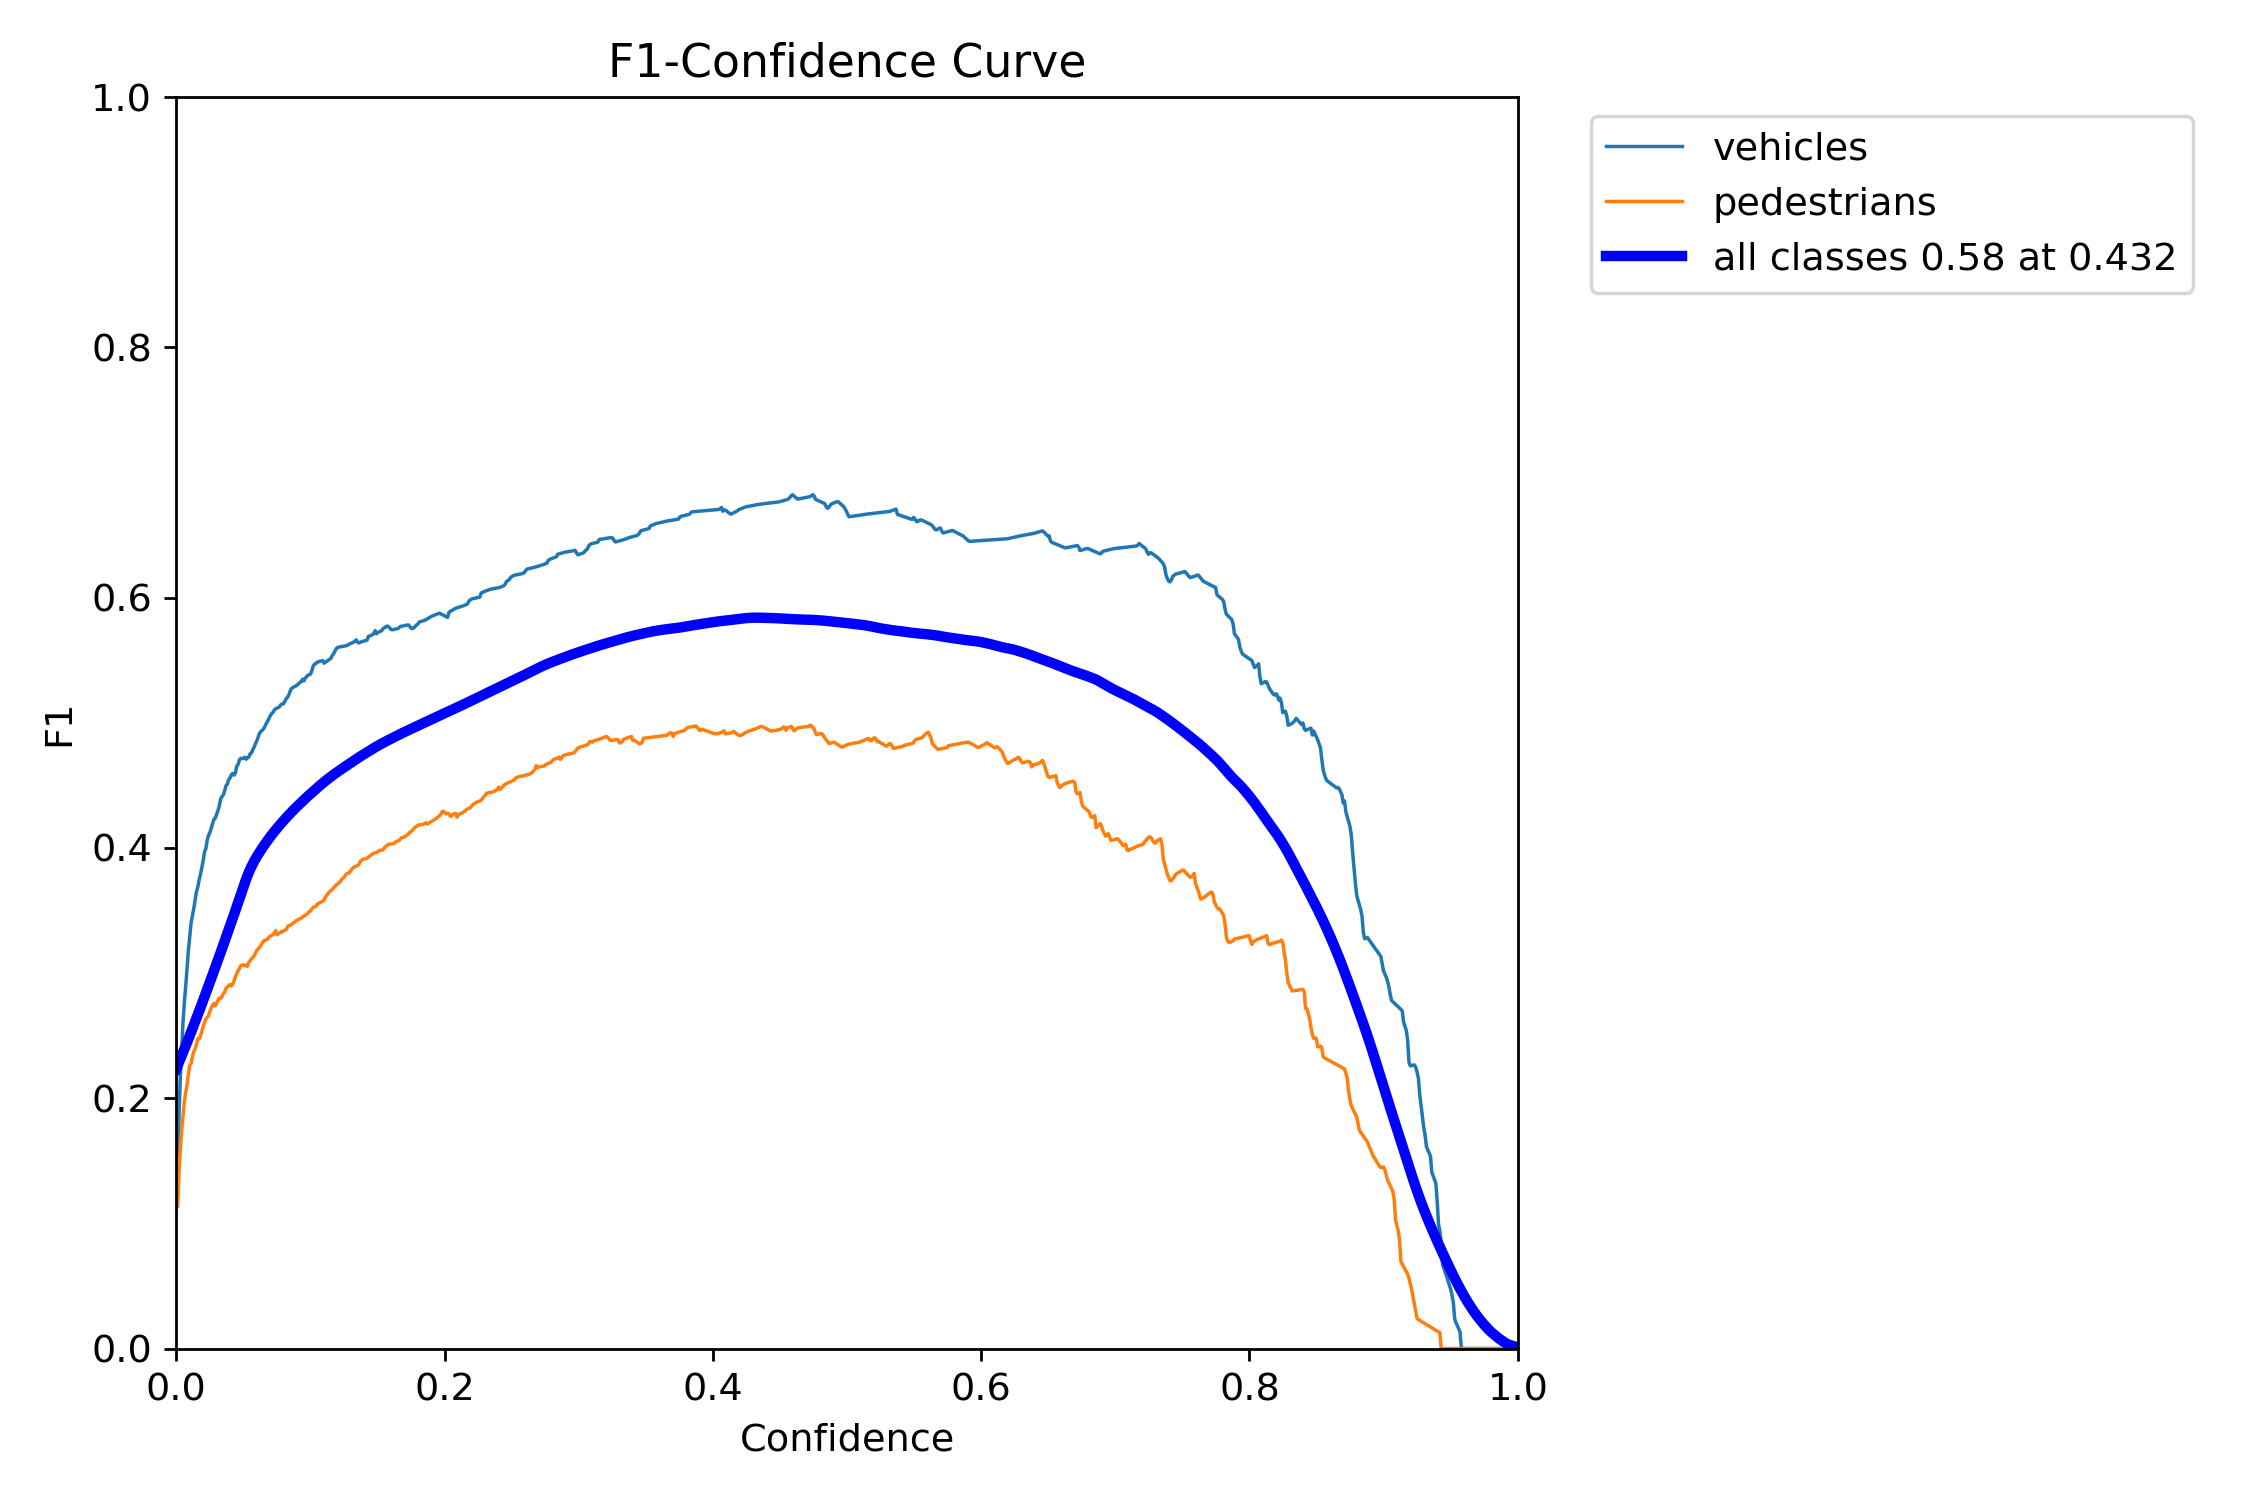 F1-Confidence Curve
1.0
0.8
0.6
0.4
0.2
0.0
F1
0.0 0.2 0.4 0.6 0.8 1.0
Confidence
vehicles
pedestrians
all classes 0.58 at 0.432